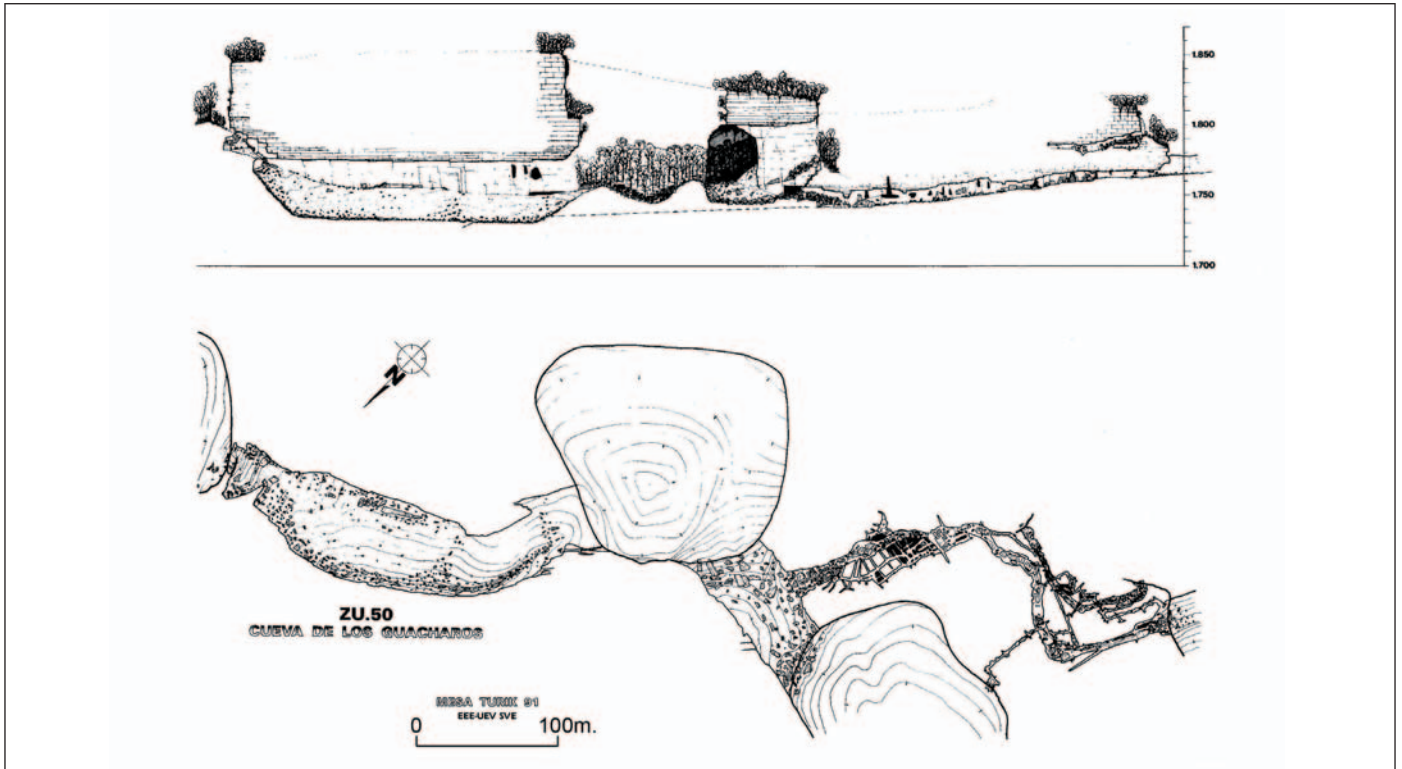 1.850
1.800
1.750
1.700
N
ZU.50
CUEVA DE LOS GUACHAROS
MESA TURIK 91
EEE-UEV SVE
0 100m.